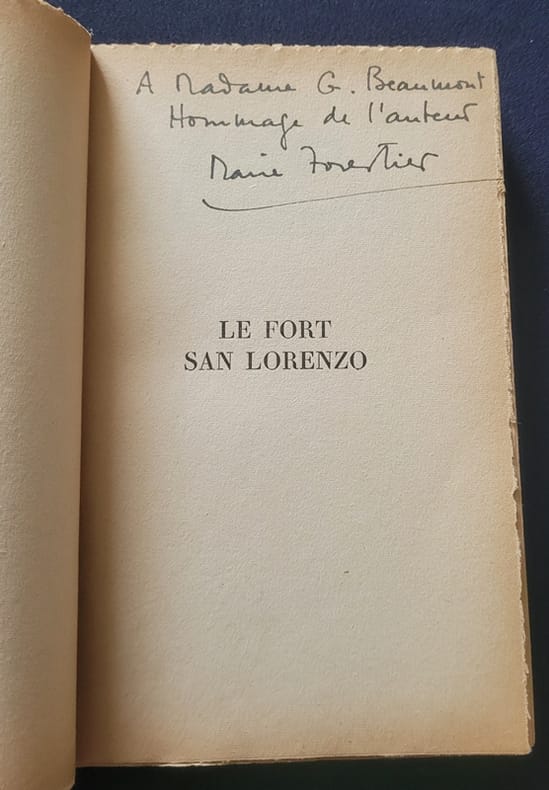 A Madame G. Beaumont
Hommage de l'auteur
Marie Forestier
LE FORT
SAN LORENZO